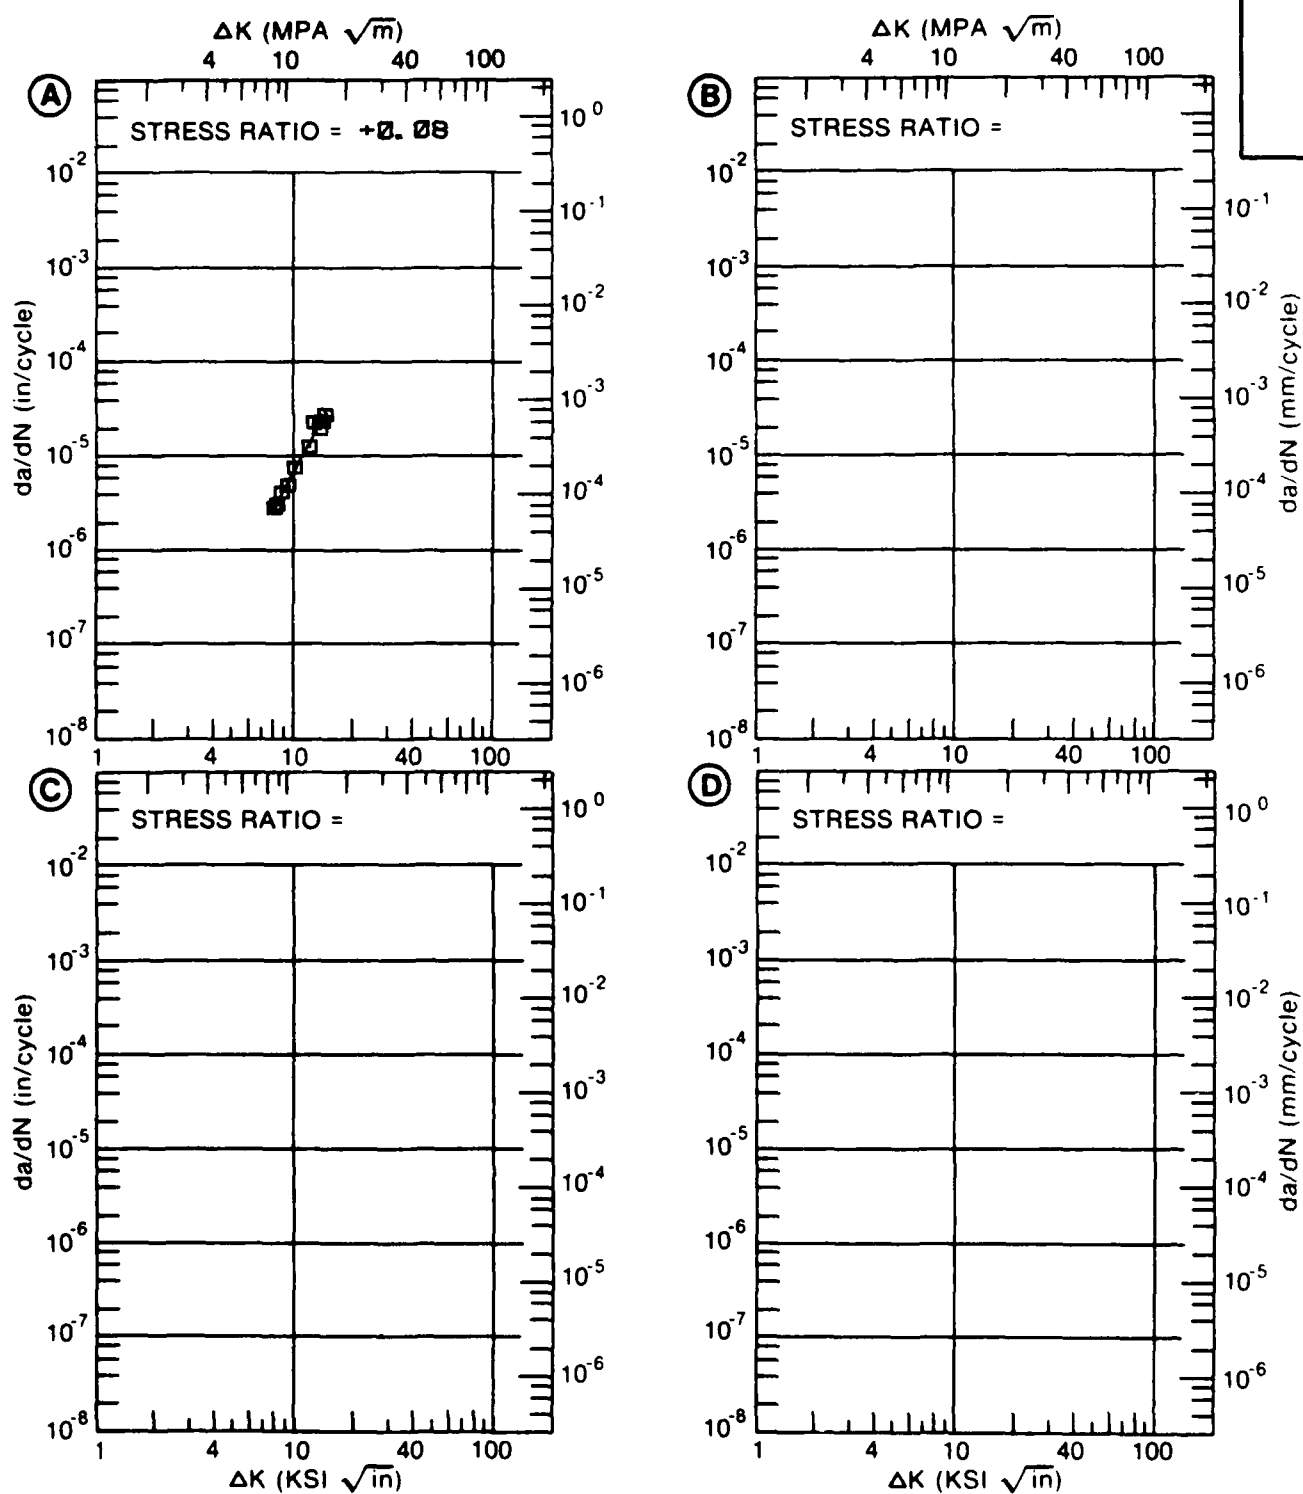 ΔK (MPA √m) ΔK (MPA √m)
4 10 40 100 4 10 40 100
A B
STRESS RATIO = +0.08 STRESS RATIO =
10^0
10^-2 10^-2
10^-1 10^-1
10^-3 10^-3
10^-2 10^-2
10^-4 10^-4
10^-3 10^-3
10^-5 10^-5
10^-4 10^-4
10^-6 10^-6
10^-5 10^-5
10^-7 10^-7
10^-6 10^-6
10^-8 10^-8
da/dN (in/cycle) da/dN (mm/cycle)
1 4 10 40 100 1 4 10 40 100
C D
STRESS RATIO = STRESS RATIO =
10^0 10^0
10^-2 10^-2
10^-1 10^-1
10^-3 10^-3
10^-2 10^-2
10^-4 10^-4
10^-3 10^-3
10^-5 10^-5
10^-4 10^-4
10^-6 10^-6
10^-5 10^-5
10^-7 10^-7
10^-6 10^-6
10^-8 10^-8
da/dN (in/cycle) da/dN (mm/cycle)
1 4 10 40 100 1 4 10 40 100
ΔK (KSI √in) ΔK (KSI √in)